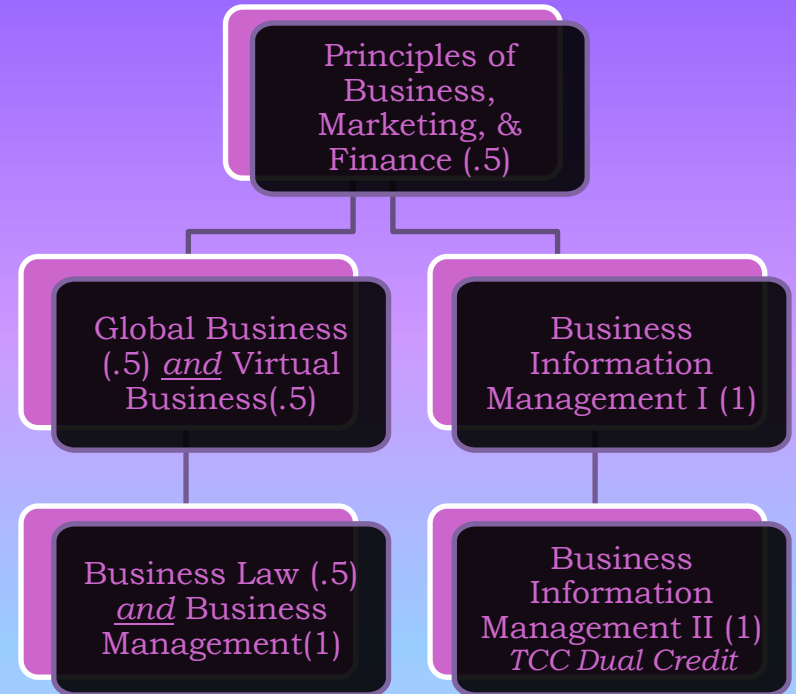 Principles of
Business,
Marketing, &
Finance (.5)
Global Business
(.5) and Virtual
Business(.5)
Business
Information
Management I (1)
Business Law (.5)
and Business
Management(1)
Business
Information
Management II (1)
TCC Dual Credit